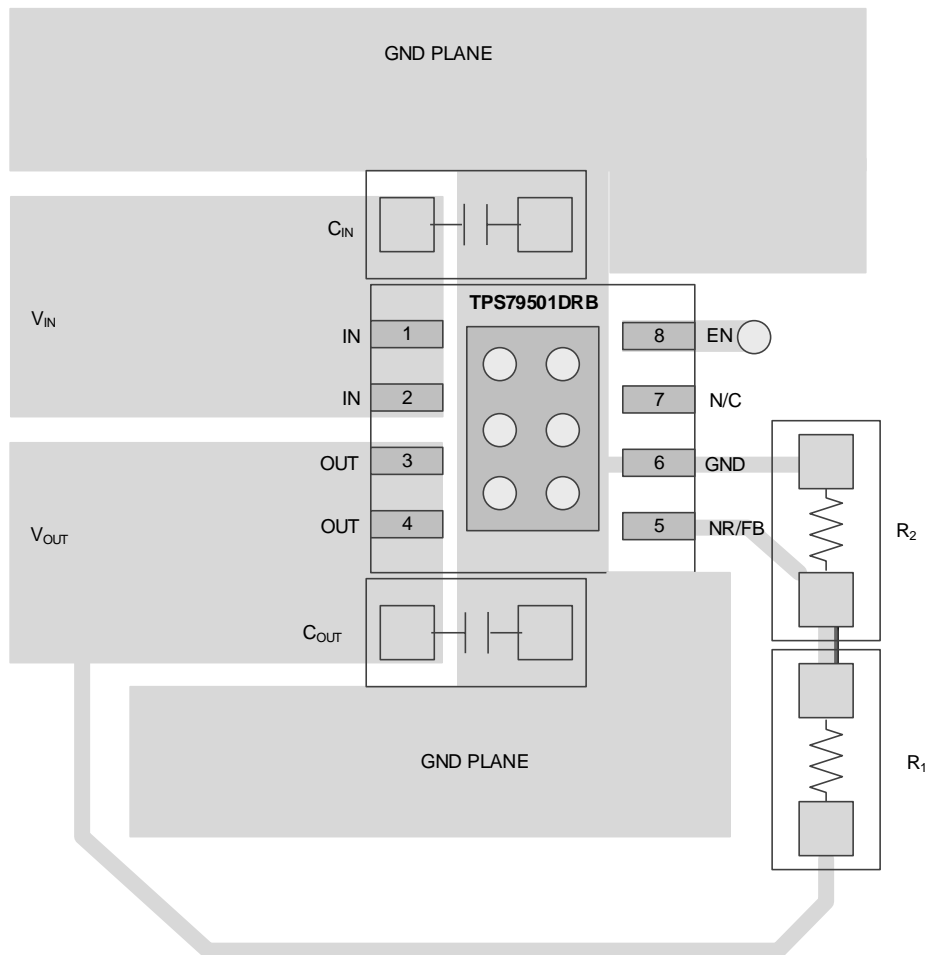 GND PLANE
C_IN
TPS79501DRB
V_IN
IN 1
8 EN
IN 2
7 N/C
OUT 3
6 GND
OUT 4
5 NR/FB
V_OUT
R_2
C_OUT
GND PLANE
R_1